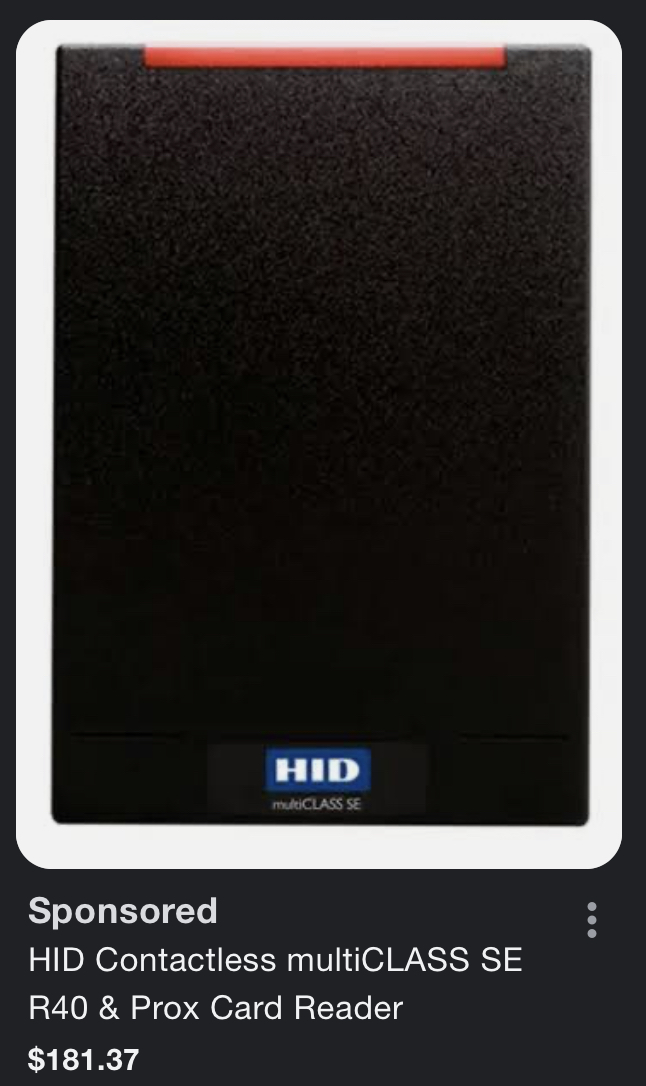 HID
multiCLASS SE
Sponsored
HID Contactless multiCLASS SE
R40 & Prox Card Reader
$181.37